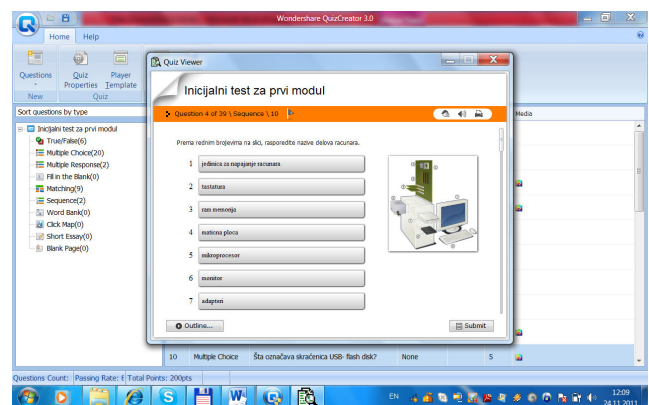 Wondershare QuizCreator 3.0
Home Help
Questions
Quiz Properties
Player Template
New
Quiz
Sort questions by type
Inicijalni test za prvi modul
True/False(6)
Multiple Choice(20)
Multiple Response(2)
Fill in the Blank(0)
Matching(9)
Sequence(2)
Word Bank(0)
Click Map(0)
Short Essay(0)
Blank Page(0)
Quiz Viewer
Inicijalni test za prvi modul
Question 4 of 39 \ Sequence \ 10
Prema rednim brojevima na slici, rasporedite nazive delova racunara.
1 jedinica za napajanje racunara
2 tastatura
3 ram memorija
4 maticna ploca
5 mikroprocesor
6 monitor
7 adapteri
Outline...
Submit
Media
10 Multiple Choice Šta označava skraćenica USB- flash disk? None 5
Questions Count: Passing Rate: Total Points: 200pts
EN
12:09
24.11.2011